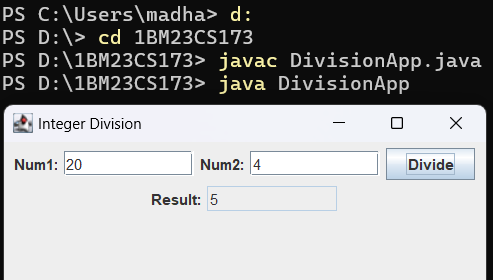 PS C:\Users\madha> d:
PS D:\> cd 1BM23CS173
PS D:\1BM23CS173> javac DivisionApp.java
PS D:\1BM23CS173> java DivisionApp
Integer Division
Num1: 20 Num2: 4 Divide
Result: 5